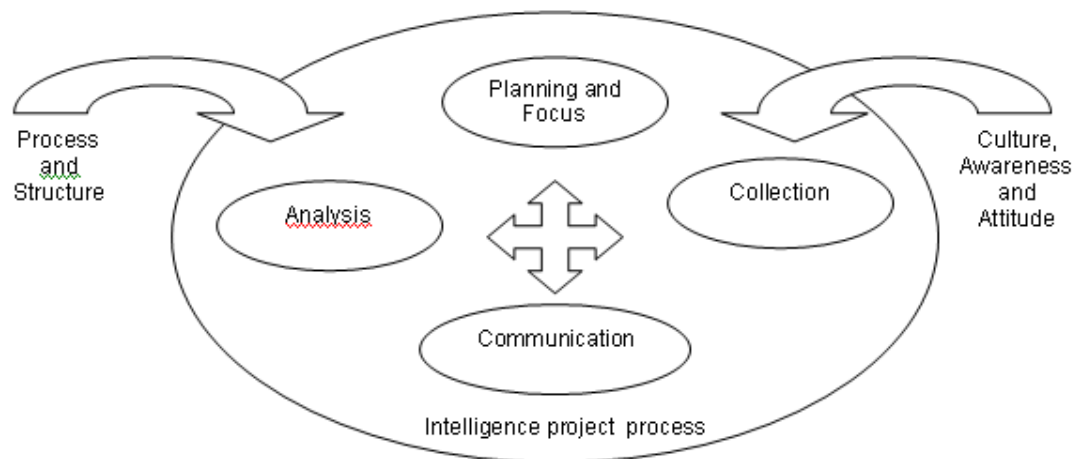 Planning and
Focus
Process
and
Structure
Culture,
Awareness
and
Attitude
Collection
Analysis
Communication
Intelligence project process